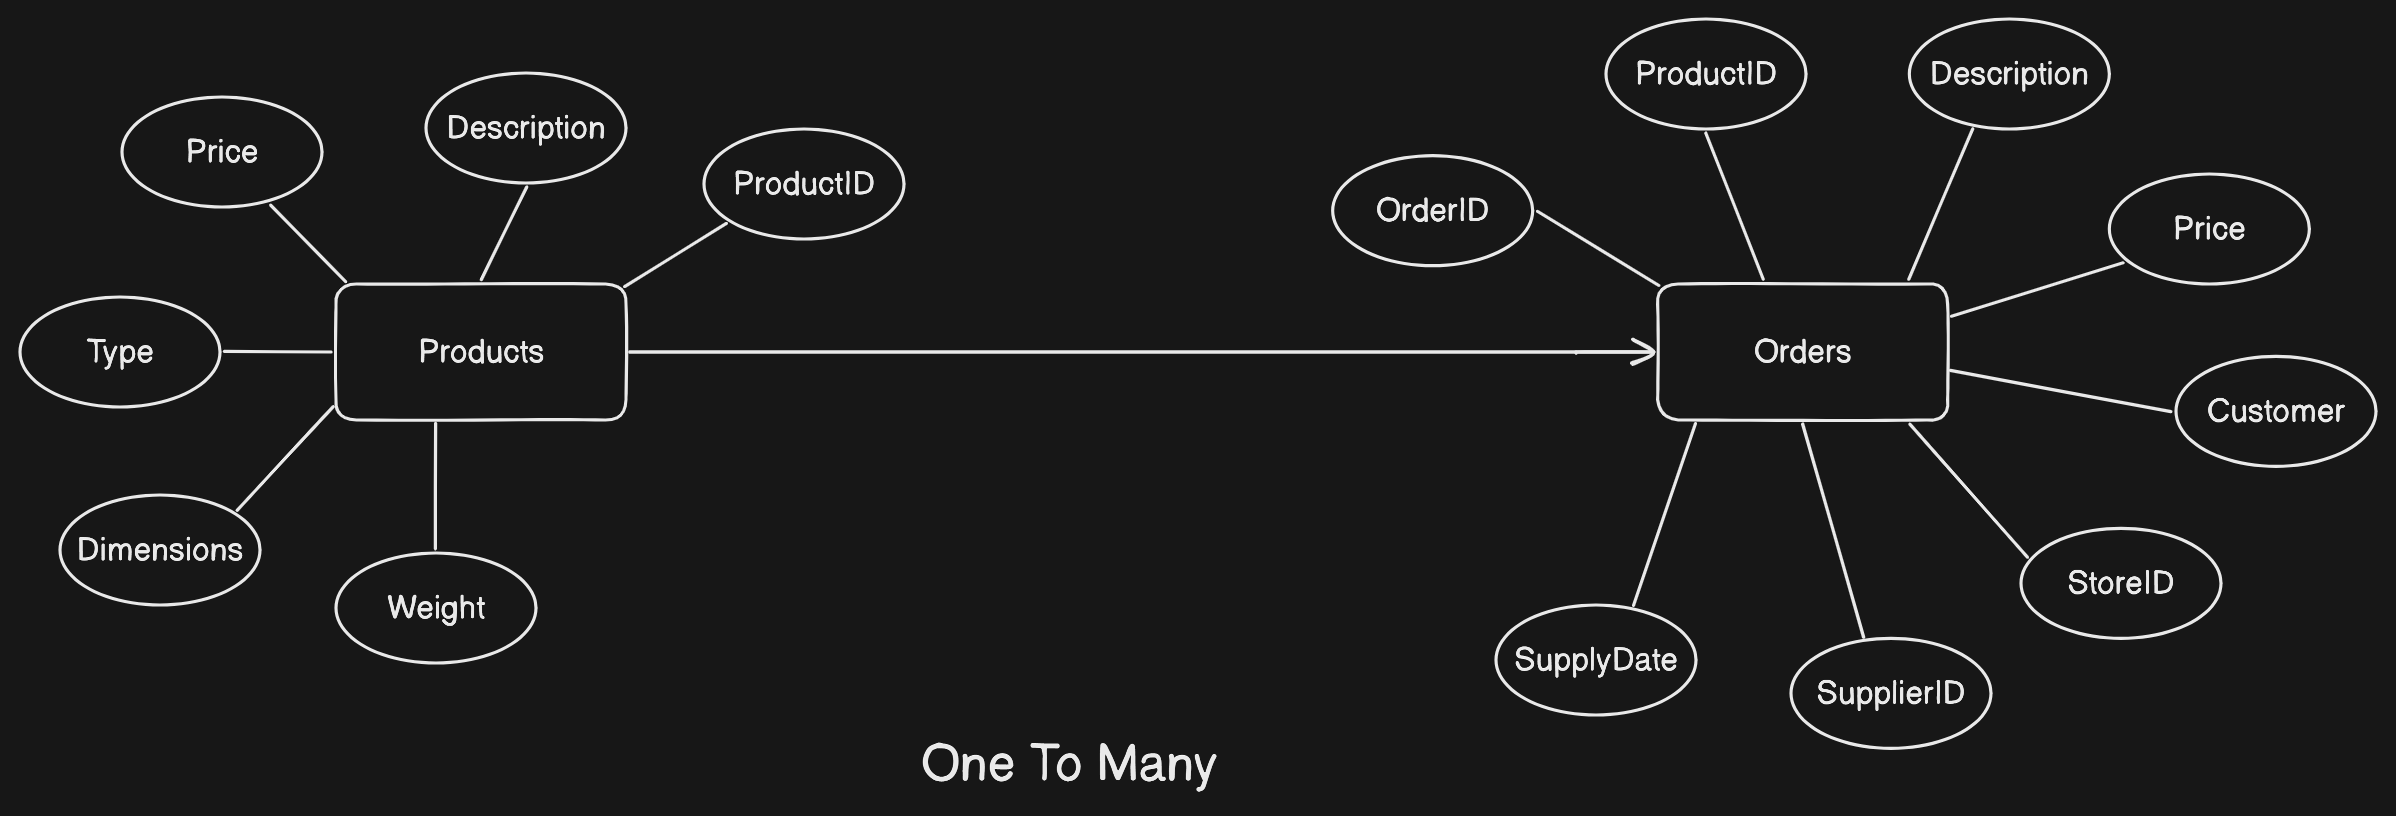 Price
Description
ProductID
Type
Products
Dimensions
Weight
OrderID
ProductID
Description
Price
Orders
Customer
StoreID
SupplyDate
SupplierID
One To Many